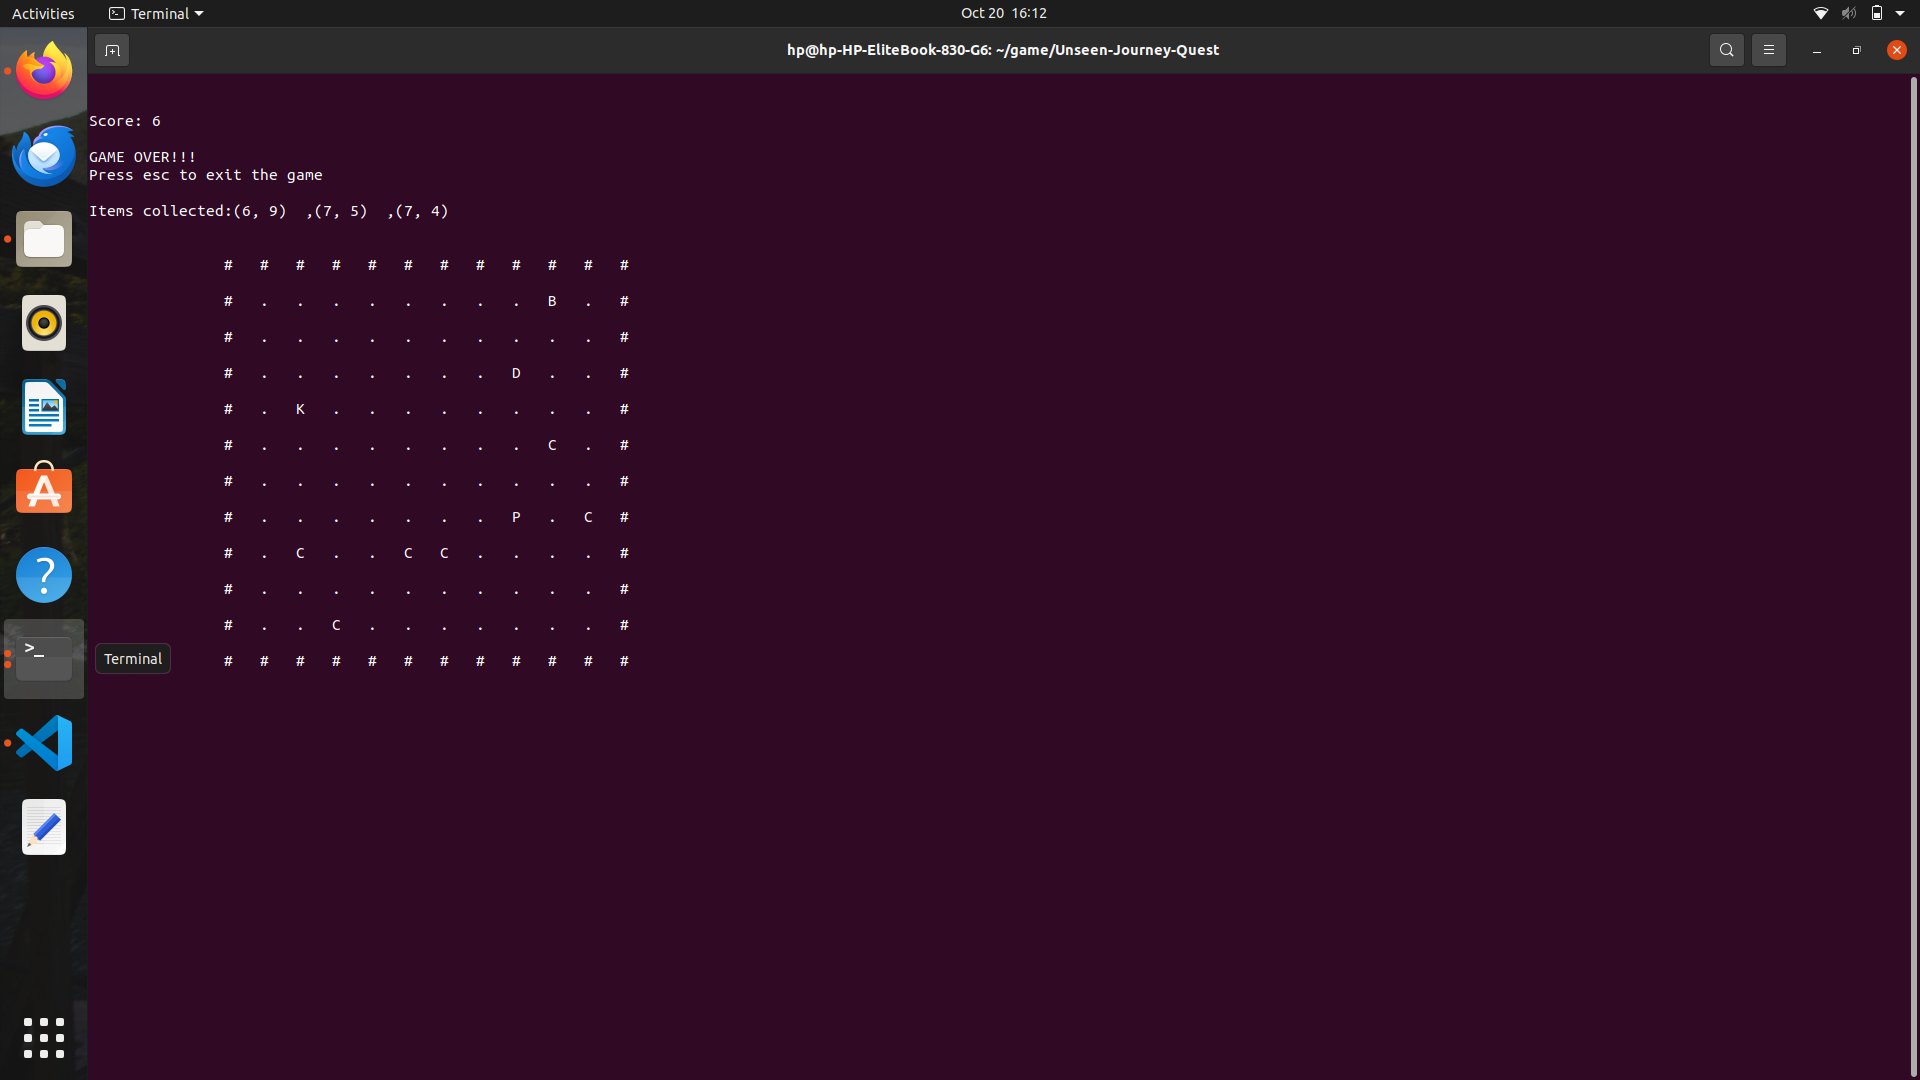 Activities Terminal Oct 20 16:12
hp@hp-HP-EliteBook-830-G6: ~/game/Unseen-Journey-Quest
Score: 6
GAME OVER!!!
Press esc to exit the game
Items collected:(6, 9)  ,(7, 5)  ,(7, 4)
# # # # # # # # # # # #
# . . . . . . . . B . #
# . . . . . . . . . . #
# . . . . . . . D . . #
# . K . . . . . . . . #
# . . . . . . . . C . #
# . . . . . . . . . . #
# . . . . . . . P . C #
# . C . . C C . . . . #
# . . . . . . . . . . #
# . . C . . . . . . . #
# # # # # # # # # # # #
Terminal